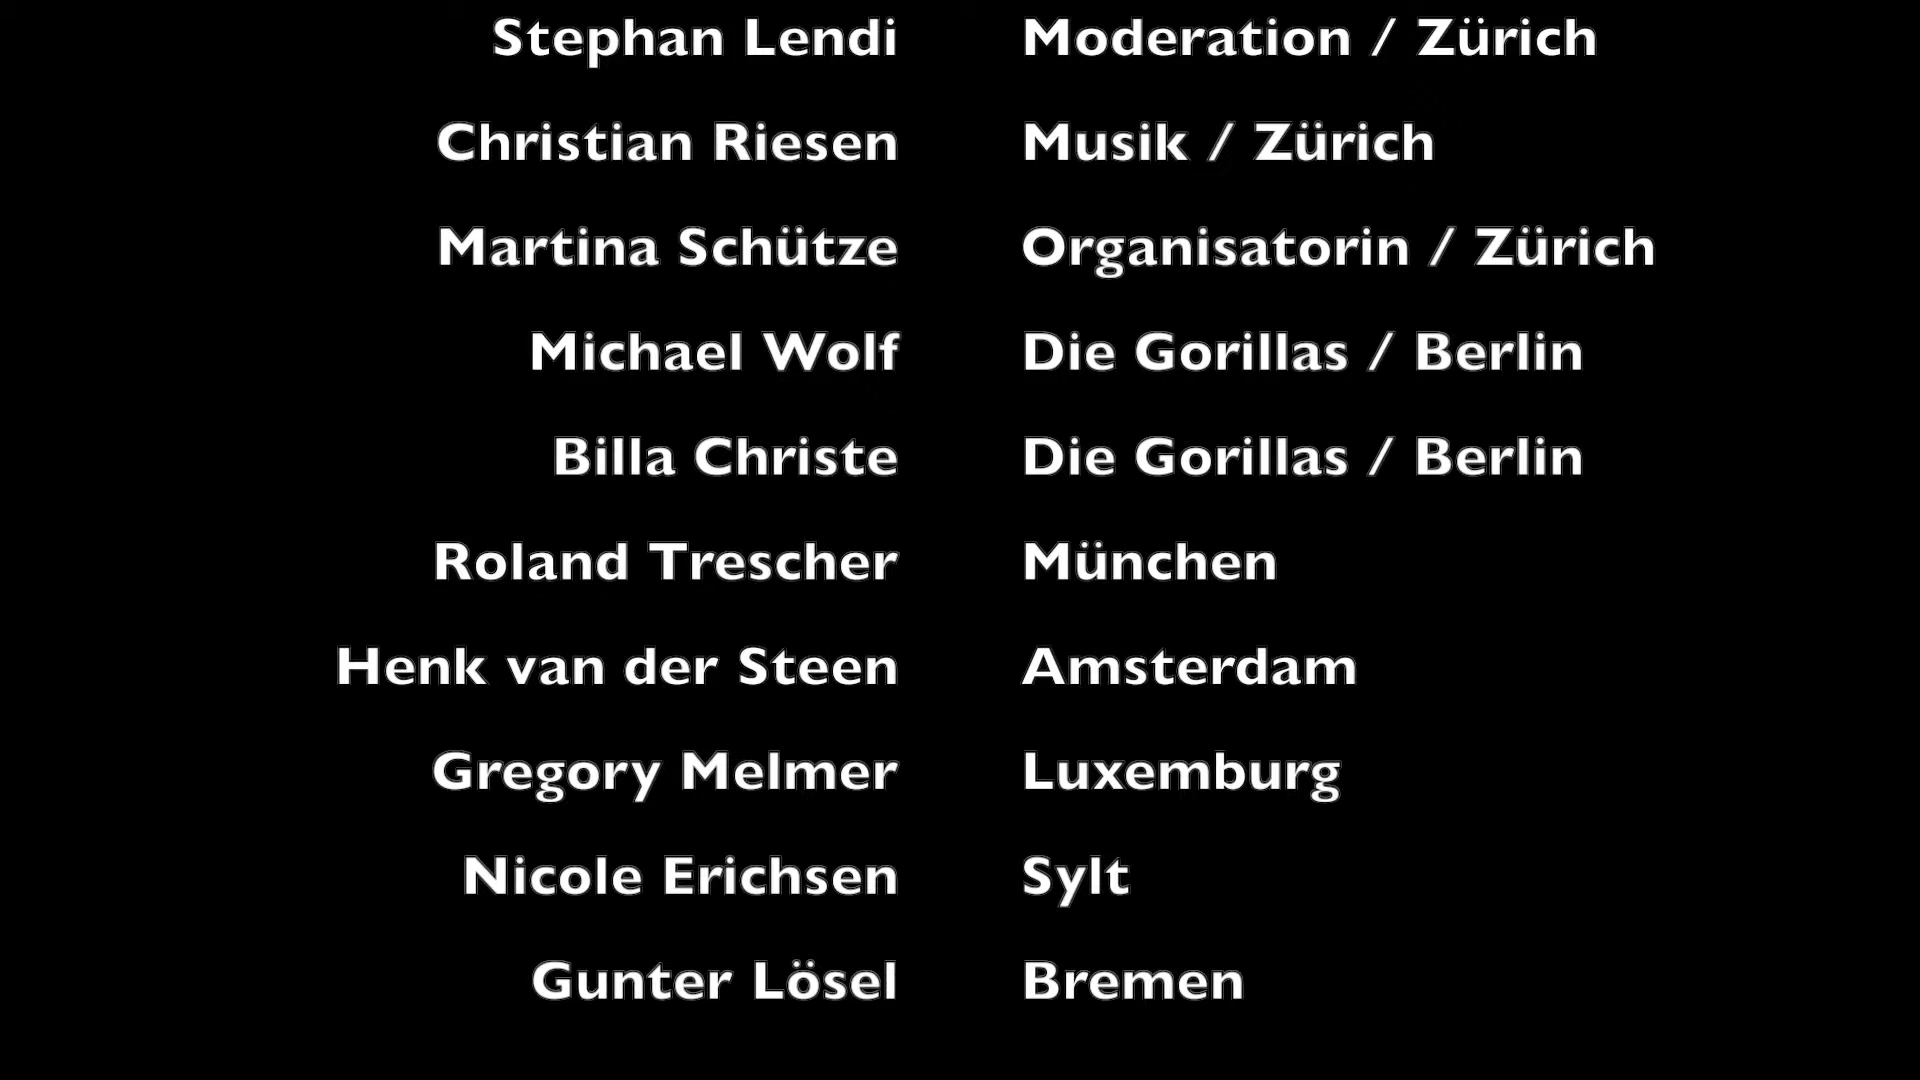 Stephan Lendi Moderation / Zürich
Christian Riesen Musik / Zürich
Martina Schütze Organisatorin / Zürich
Michael Wolf Die Gorillas / Berlin
Billa Christe Die Gorillas / Berlin
Roland Trescher München
Henk van der Steen Amsterdam
Gregory Melmer Luxemburg
Nicole Erichsen Sylt
Gunter Lösel Bremen